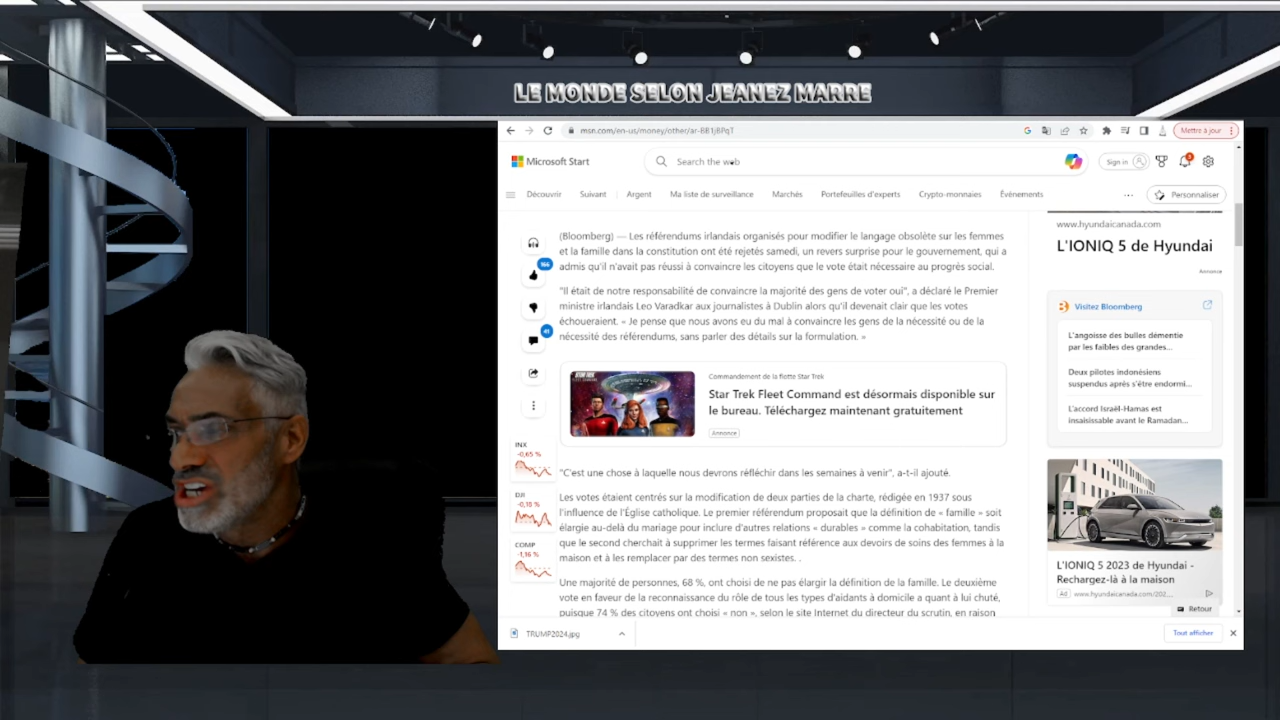 LE MONDE SELON JEANEZ MARRE
msn.com/en-us/money/other/ar-BB1jBPqT
Mettre à jour
Microsoft Start
Search the web
Sign in
Découvrir
Suivant
Argent
Ma liste de surveillance
Marchés
Portefeuilles d'experts
Crypto-monnaies
Événements
Personnaliser
(Bloomberg) — Les référendums irlandais organisés pour modifier le langage obsolète sur les femmes
et la famille dans la constitution ont été rejetés samedi, un revers surprise pour le gouvernement, qui a
admis qu'il n'avait pas réussi à convaincre les citoyens que le vote était nécessaire au progrès social.
"Il était de notre responsabilité de convaincre la majorité des gens de voter oui", a déclaré le Premier
ministre irlandais Leo Varadkar aux journalistes à Dublin alors qu'il devenait clair que les votes
échoueraient. « Je pense que nous avons eu du mal à convaincre les gens de la nécessité ou de la
nécessité des référendums, sans parler des détails sur la formulation. »
166
41
STAR TREK
Commandement de la flotte Star Trek
Star Trek Fleet Command est désormais disponible sur
le bureau. Téléchargez maintenant gratuitement
Annonce
"C'est une chose à laquelle nous devrons réfléchir dans les semaines à venir", a-t-il ajouté.
Les votes étaient centrés sur la modification de deux parties de la charte, rédigée en 1937 sous
l'influence de l'Église catholique. Le premier référendum proposait que la définition de « famille » soit
élargie au-delà du mariage pour inclure d'autres relations « durables » comme la cohabitation, tandis
que le second cherchait à supprimer les termes faisant référence aux devoirs de soins des femmes à la
maison et à les remplacer par des termes non sexistes. .
Une majorité de personnes, 68 %, ont choisi de ne pas élargir la définition de la famille. Le deuxième
vote en faveur de la reconnaissance du rôle de tous les types d'aidants à domicile a quant à lui chuté,
puisque 74 % des citoyens ont choisi « non », selon le site Internet du directeur du scrutin, en raison
INX
-0,65 %
DJI
-0,18 %
COMP
-1,16 %
www.hyundaicanada.com
L'IONIQ 5 de Hyundai
Annonce
Visitez Bloomberg
L'angoisse des bulles démentie
par les faibles des grandes...
Deux pilotes indonésiens
suspendus après s'être endormi...
L'accord Israël-Hamas est
insaisissable avant le Ramadan...
L'IONIQ 5 2023 de Hyundai -
Rechargez-là à la maison
Ad
www.hyundaicanada.com/202...
Retour
TRUMP2024.jpg
Tout afficher